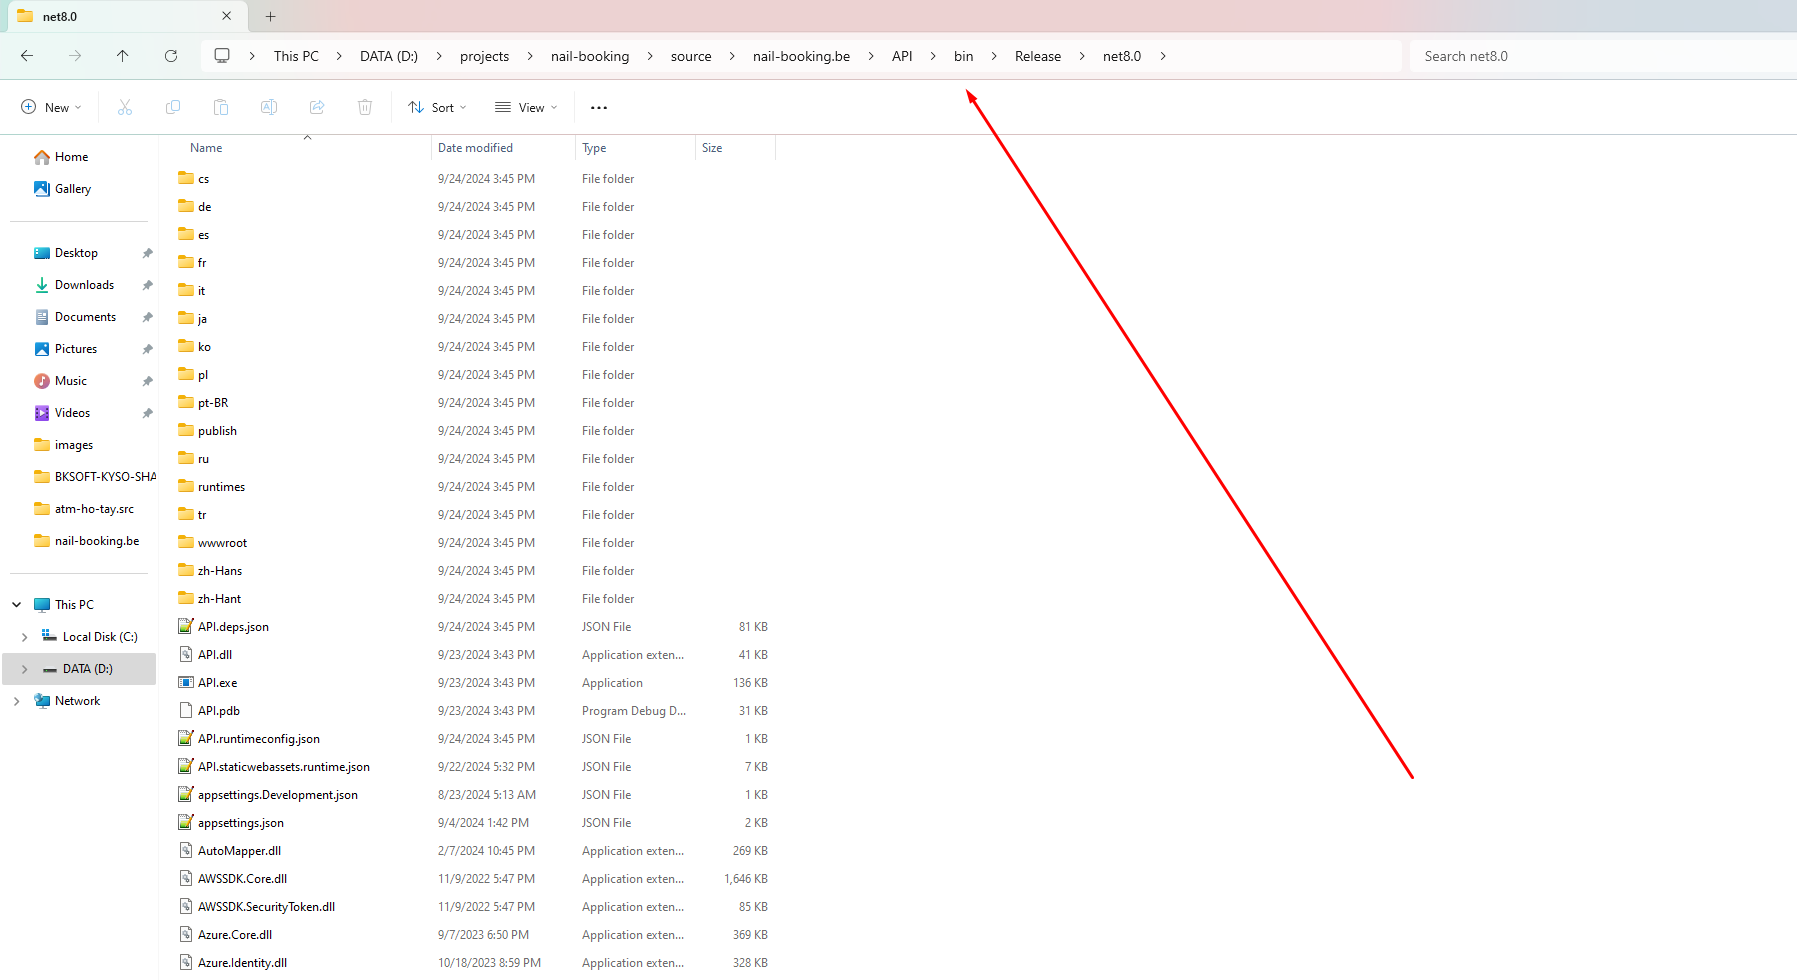 net8.0
This PC > DATA (D:) > projects > nail-booking > source > nail-booking.be > API > bin > Release > net8.0 >
Search net8.0
New
Sort
View
Home
Gallery
Desktop
Downloads
Documents
Pictures
Music
Videos
images
BKSOFT-KYSO-SHA
atm-ho-tay.src
nail-booking.be
This PC
Local Disk (C:)
DATA (D:)
Network
Name Date modified Type Size
cs 9/24/2024 3:45 PM File folder
de 9/24/2024 3:45 PM File folder
es 9/24/2024 3:45 PM File folder
fr 9/24/2024 3:45 PM File folder
it 9/24/2024 3:45 PM File folder
ja 9/24/2024 3:45 PM File folder
ko 9/24/2024 3:45 PM File folder
pl 9/24/2024 3:45 PM File folder
pt-BR 9/24/2024 3:45 PM File folder
publish 9/24/2024 3:45 PM File folder
ru 9/24/2024 3:45 PM File folder
runtimes 9/24/2024 3:45 PM File folder
tr 9/24/2024 3:45 PM File folder
wwwroot 9/24/2024 3:45 PM File folder
zh-Hans 9/24/2024 3:45 PM File folder
zh-Hant 9/24/2024 3:45 PM File folder
API.deps.json 9/24/2024 3:45 PM JSON File 81 KB
API.dll 9/23/2024 3:43 PM Application exten... 41 KB
API.exe 9/23/2024 3:43 PM Application 136 KB
API.pdb 9/23/2024 3:43 PM Program Debug D... 31 KB
API.runtimeconfig.json 9/24/2024 3:45 PM JSON File 1 KB
API.staticwebassets.runtime.json 9/22/2024 5:32 PM JSON File 7 KB
appsettings.Development.json 8/23/2024 5:13 AM JSON File 1 KB
appsettings.json 9/4/2024 1:42 PM JSON File 2 KB
AutoMapper.dll 2/7/2024 10:45 PM Application exten... 269 KB
AWSSDK.Core.dll 11/9/2022 5:47 PM Application exten... 1,646 KB
AWSSDK.SecurityToken.dll 11/9/2022 5:47 PM Application exten... 85 KB
Azure.Core.dll 9/7/2023 6:50 PM Application exten... 369 KB
Azure.Identity.dll 10/18/2023 8:59 PM Application exten... 328 KB